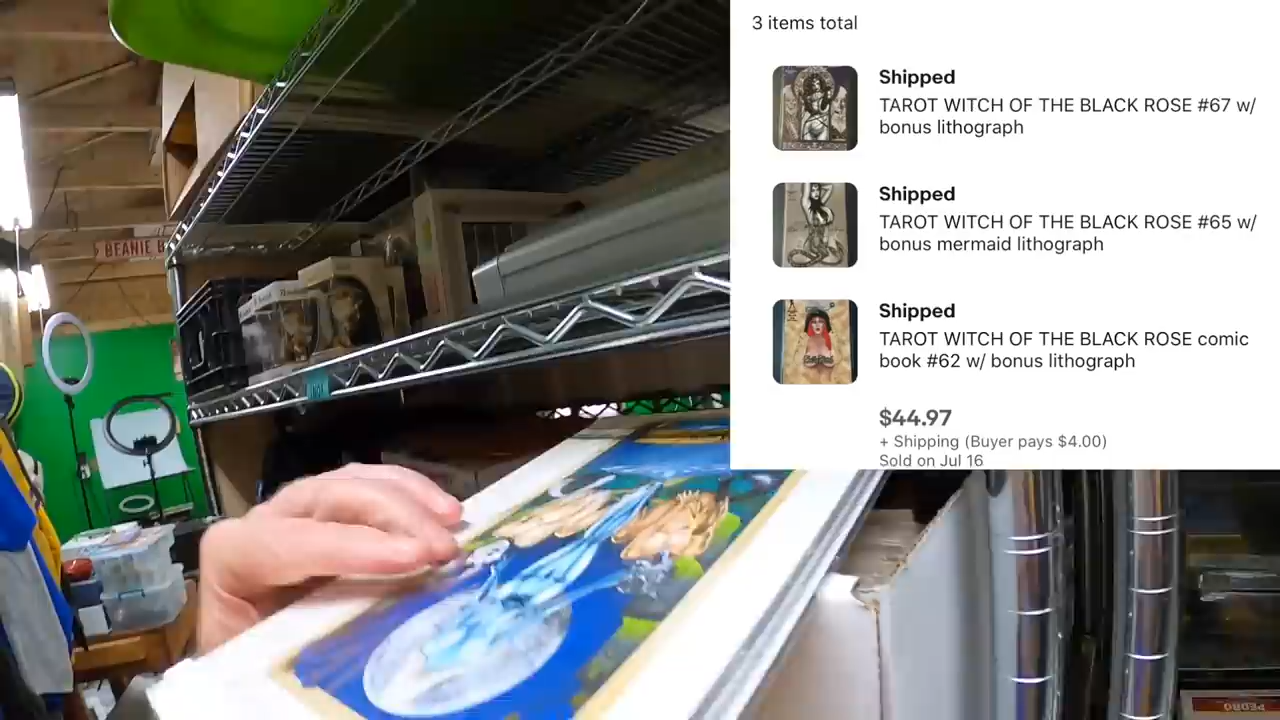 3 items total
Shipped
TAROT WITCH OF THE BLACK ROSE #67 w/
bonus lithograph
Shipped
TAROT WITCH OF THE BLACK ROSE #65 w/
bonus mermaid lithograph
Shipped
TAROT WITCH OF THE BLACK ROSE comic
book #62 w/ bonus lithograph
$44.97
+ Shipping (Buyer pays $4.00)
Sold on Jul 16
BEANIE B
PEDRO